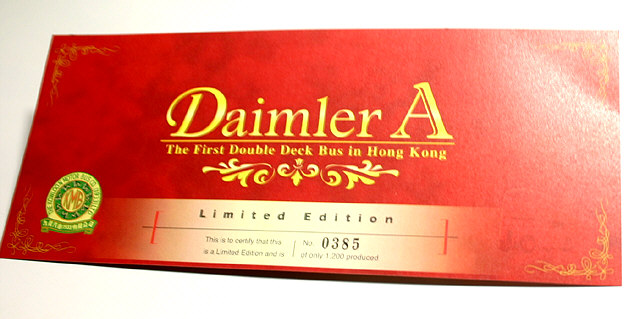 Daimler A
The First Double Deck Bus in Hong Kong
KMB
Limited Edition
This is to certify that this
is a Limited Edition and is
No. 0385
of only 1,200 produced